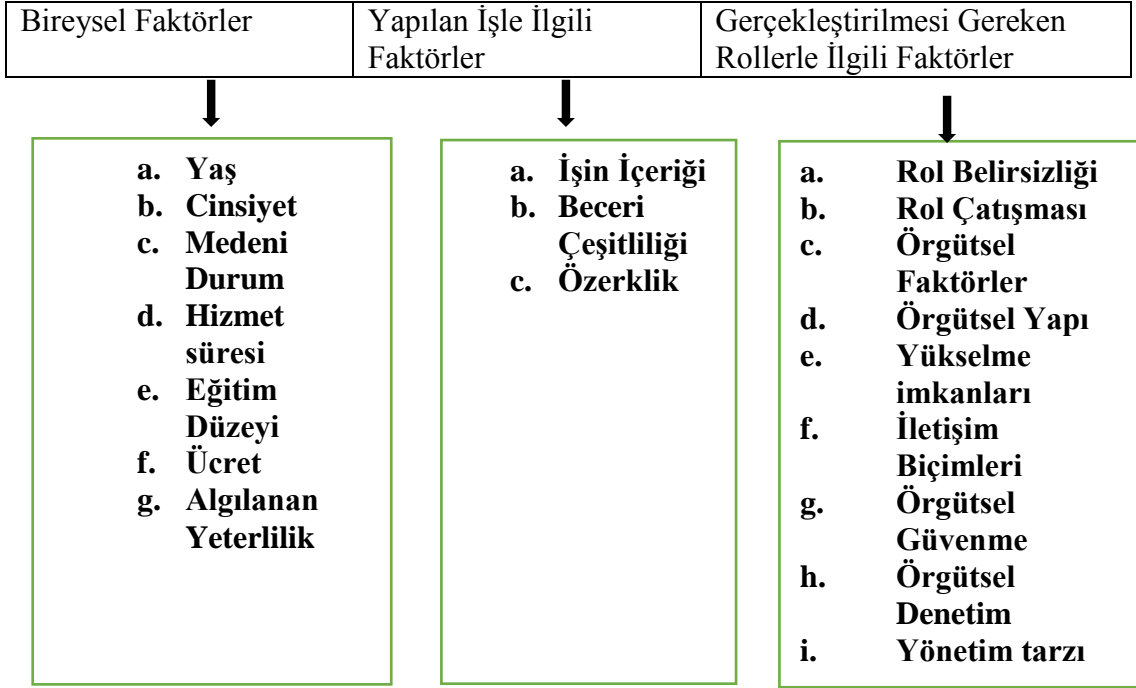 Bireysel Faktörler
Yapılan İşle İlgili
Faktörler
Gerçekleştirilmesi Gereken
Rollerle İlgili Faktörler
a. Yaş
b. Cinsiyet
c. Medeni
Durum
d. Hizmet
süresi
e. Eğitim
Düzeyi
f. Ücret
g. Algılanan
Yeterlilik
a. İşin İçeriği
b. Beceri
Çeşitliliği
c. Özerklik
a. Rol Belirsizliği
b. Rol Çatışması
c. Örgütsel
Faktörler
d. Örgütsel Yapı
e. Yükselme
imkanları
f. İletişim
Biçimleri
g. Örgütsel
Güvenme
h. Örgütsel
Denetim
i. Yönetim tarzı